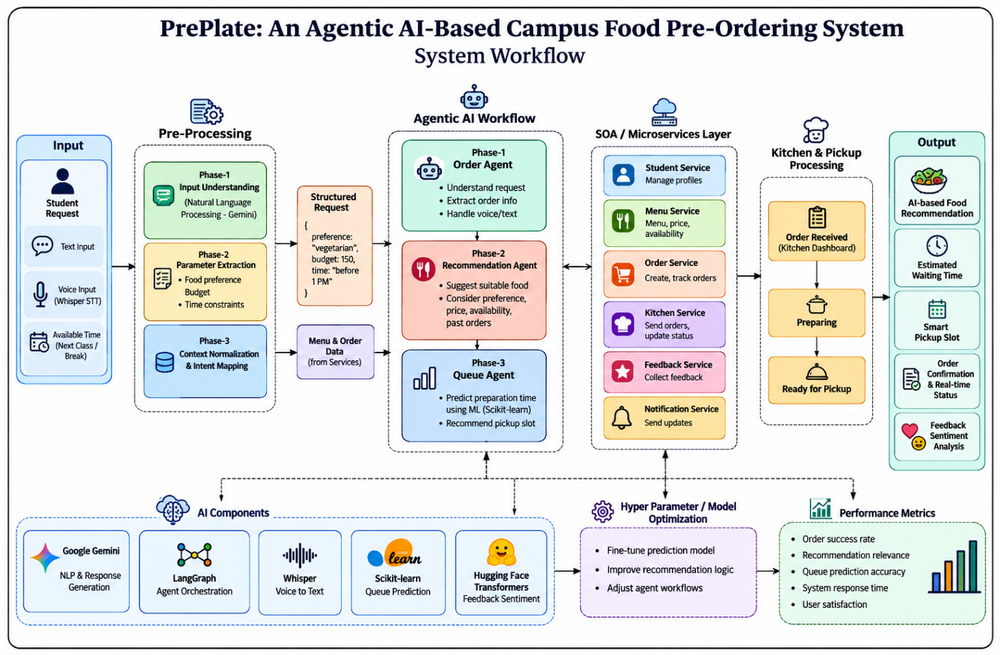 PrePlate: An Agentic AI-Based Campus Food Pre-Ordering System
System Workflow
Input
Student
Request
Text Input
Voice Input
(Whisper STT)
Available Time
(Next Class /
Break)
Pre-Processing
Phase-1
Input Understanding
(Natural Language
Processing - Gemini)
Phase-2
Parameter Extraction
• Food preference
Budget
• Time constraints
Phase-3
Context Normalization
& Intent Mapping
Structured
Request
{
preference:
"vegetarian",
budget: 150,
time: "before
1 PM"
}
Menu & Order
Data
(from Services)
Agentic AI Workflow
Phase-1
Order Agent
• Understand request
• Extract order info
• Handle voice/text
Phase-2
Recommendation Agent
• Suggest suitable food
• Consider preference,
price, availability,
past orders
Phase-3
Queue Agent
• Predict preparation time
using ML (Scikit-learn)
• Recommend pickup slot
SOA / Microservices Layer
Student Service
Manage profiles
Menu Service
Menu, price,
availability
Order Service
Create, track orders
Kitchen Service
Send orders,
update status
Feedback Service
Collect feedback
Notification Service
Send updates
Kitchen & Pickup
Processing
Order Received
(Kitchen Dashboard)
Preparing
Ready for Pickup
Output
AI-based Food
Recommendation
Estimated
Waiting Time
Smart
Pickup Slot
Order
Confirmation
& Real-time
Status
Feedback
Sentiment
Analysis
AI Components
Google Gemini
NLP & Response
Generation
LangGraph
Agent Orchestration
Whisper
Voice to Text
learn
Scikit-learn
Queue Prediction
Hugging Face
Transformers
Feedback Sentiment
Hyper Parameter / Model
Optimization
• Fine-tune prediction model
• Improve recommendation logic
• Adjust agent workflows
Performance Metrics
• Order success rate
• Recommendation relevance
• Queue prediction accuracy
• System response time
• User satisfaction